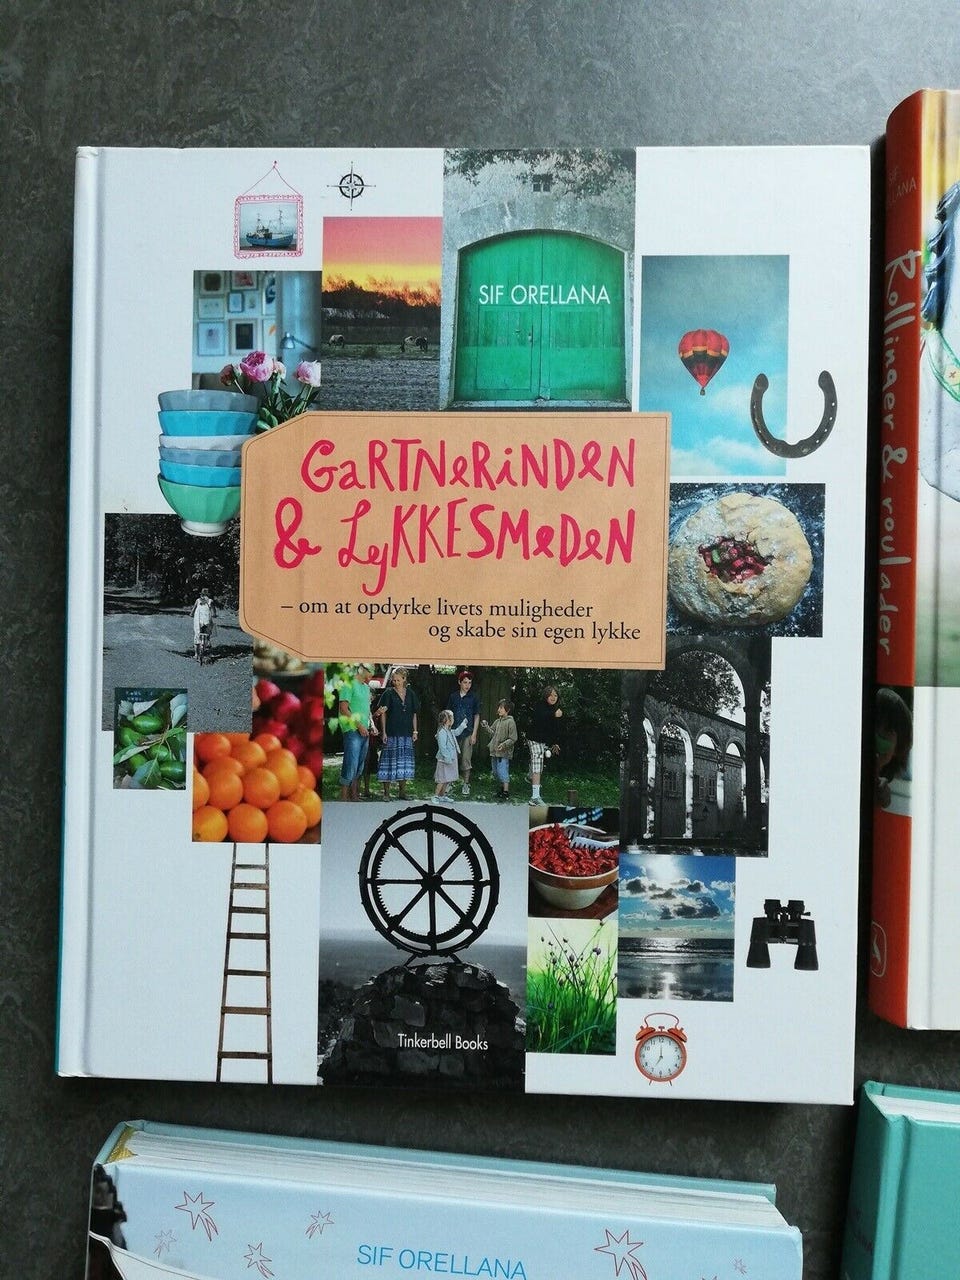 SIF ORELLANA
GaRTNeRiNDeN
& LyKKESMeDeN
– om at opdyrke livets muligheder
og skabe sin egen lykke
Tinkerbell Books
SIF
ORELLANA
Rollinger & roulader
SIF ORELLANA